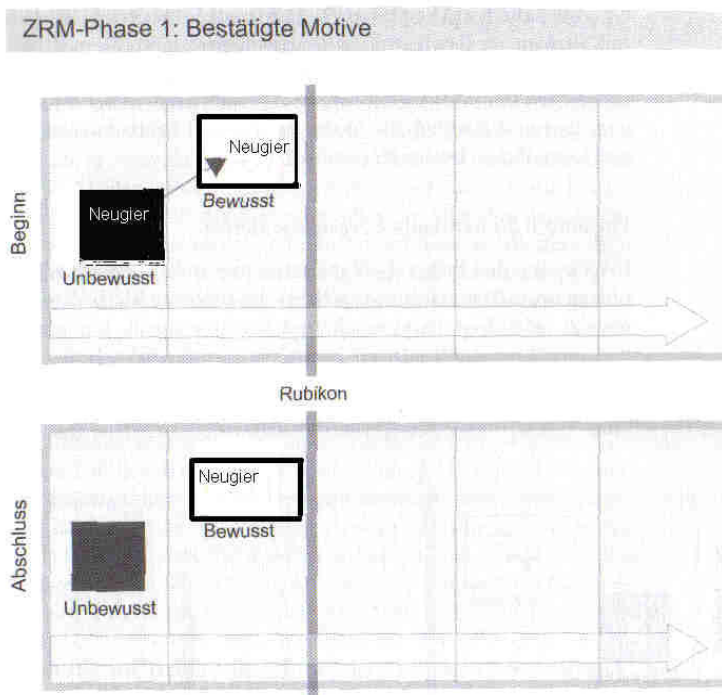 ZRM-Phase 1: Bestätigte Motive
Beginn
Neugier
Bewusst
Neugier
Unbewusst
Rubikon
Abschluss
Neugier
Bewusst
Unbewusst